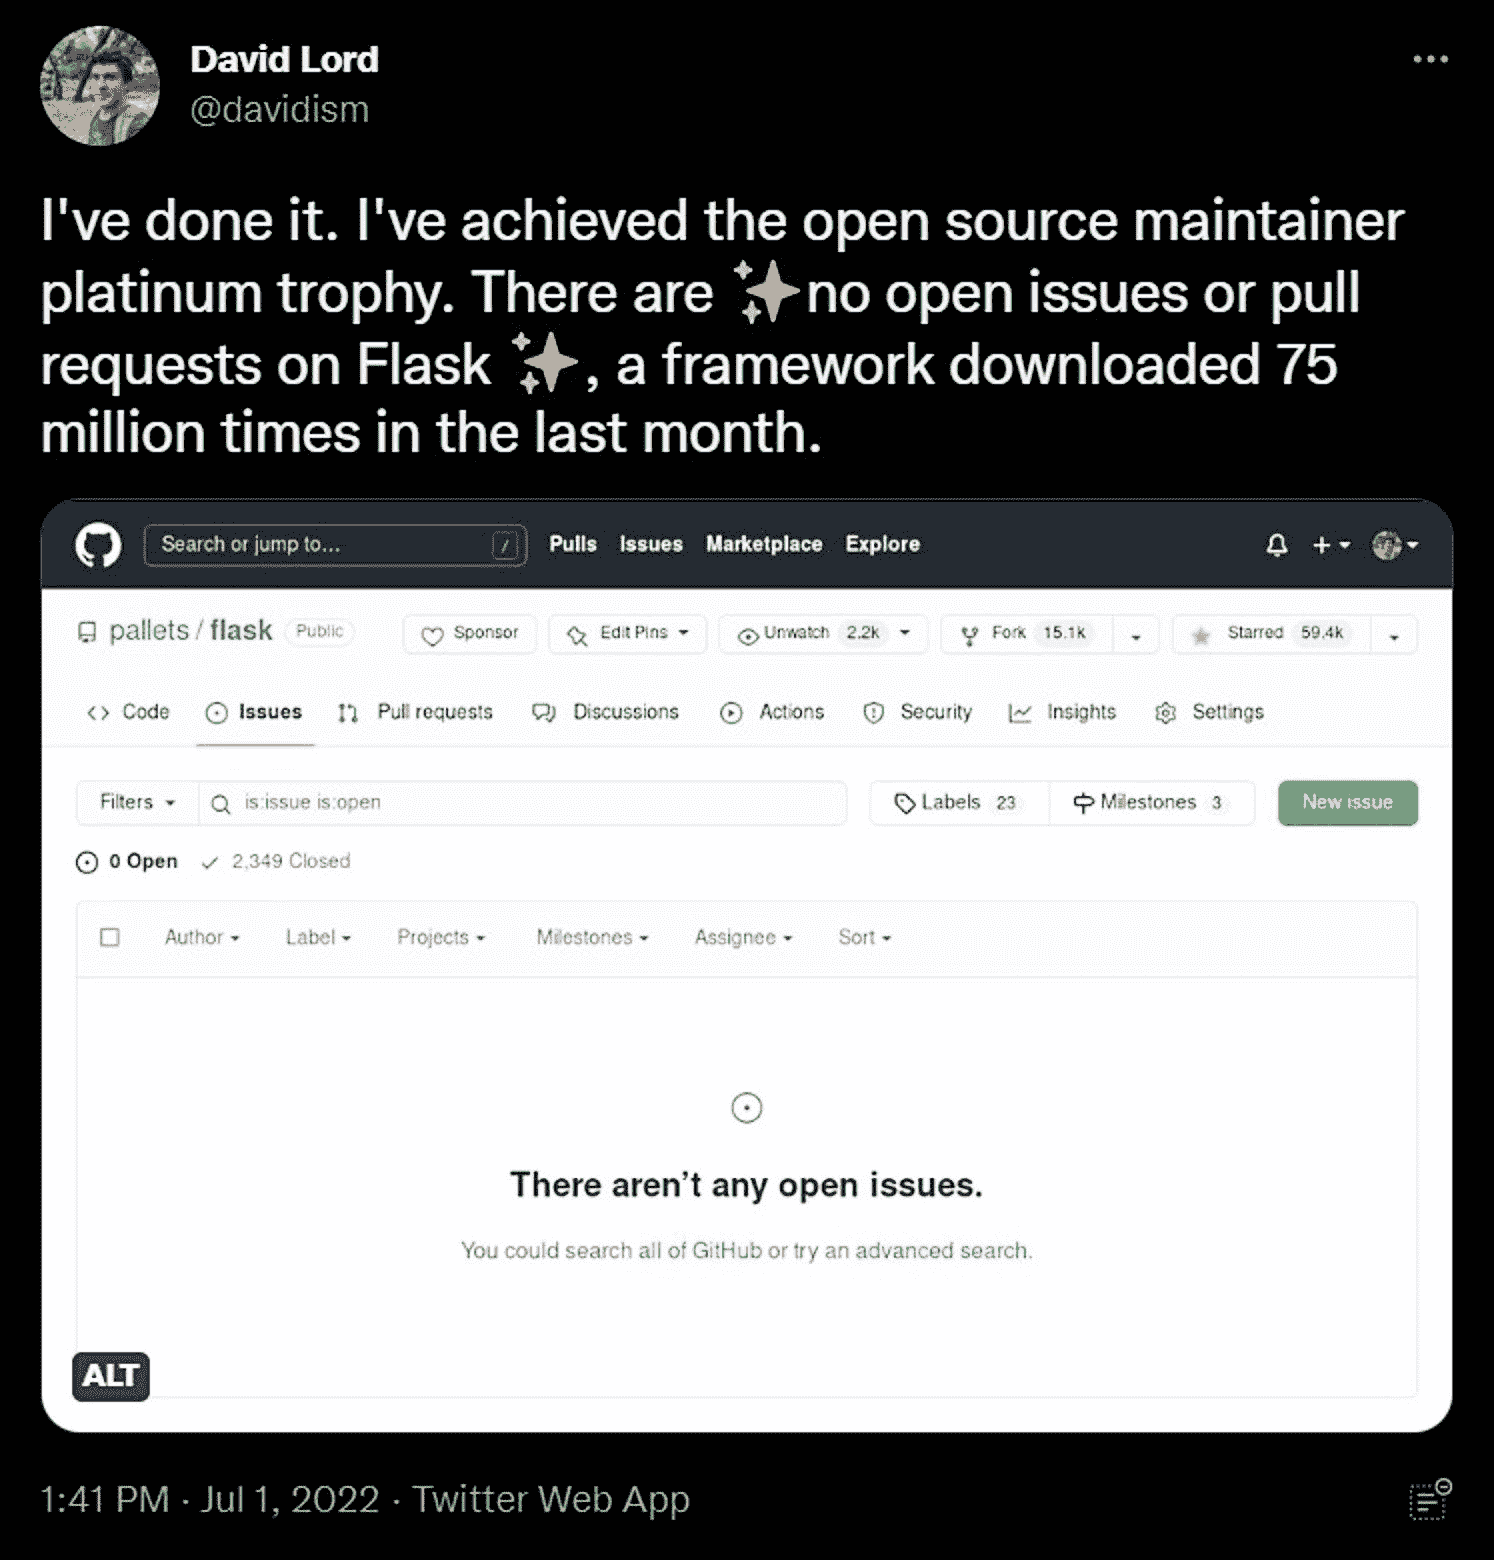 David Lord
@davidism
I've done it. I've achieved the open source maintainer
platinum trophy. There are ✨no open issues or pull
requests on Flask ✨, a framework downloaded 75
million times in the last month.
Search or jump to... / Pulls Issues Marketplace Explore
pallets / flask Public Sponsor Edit Pins Unwatch 2.2k Fork 15.1k Starred 59.4k
Code Issues Pull requests Discussions Actions Security Insights Settings
Filters is:issue is:open Labels 23 Milestones 3 New issue
0 Open 2,349 Closed
Author Label Projects Milestones Assignee Sort
There aren't any open issues.
You could search all of GitHub or try an advanced search.
ALT
1:41 PM · Jul 1, 2022 · Twitter Web App